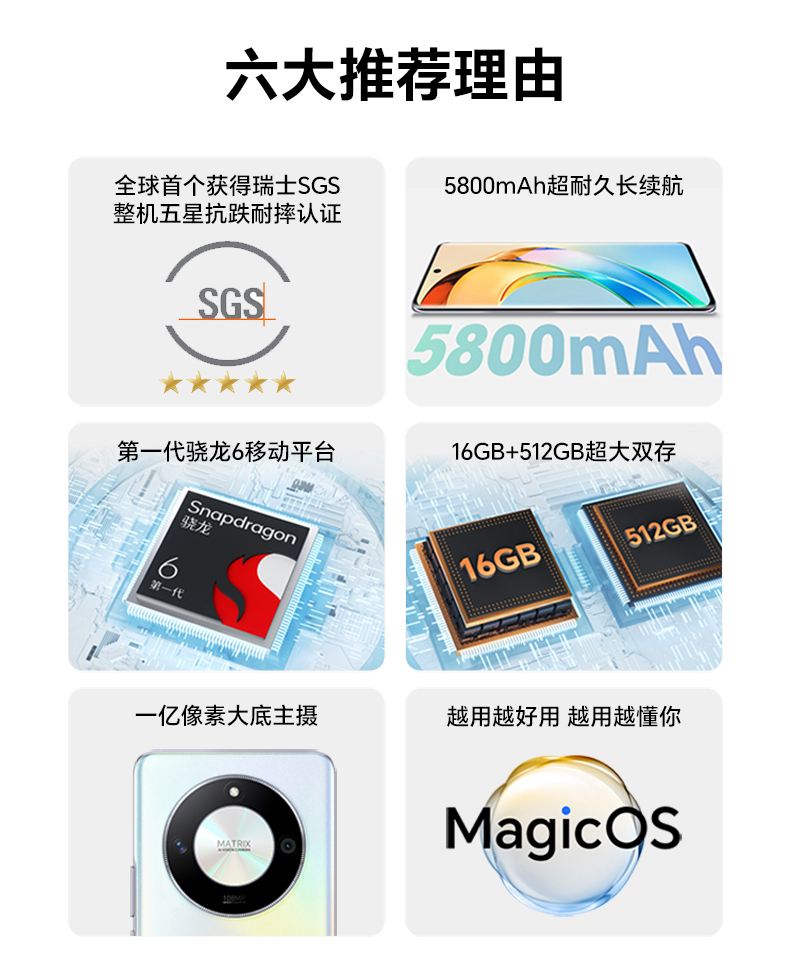 六大推荐理由
全球首个获得瑞士SGS
整机五星抗跌耐摔认证
SGS
5800mAh超耐久长续航
5800mAh
第一代骁龙6移动平台
Snapdragon
骁龙
6
第一代
16GB+512GB超大双存
16GB
512GB
一亿像素大底主摄
MATRIX
108MP
越用越好用 越用越懂你
MagicOS